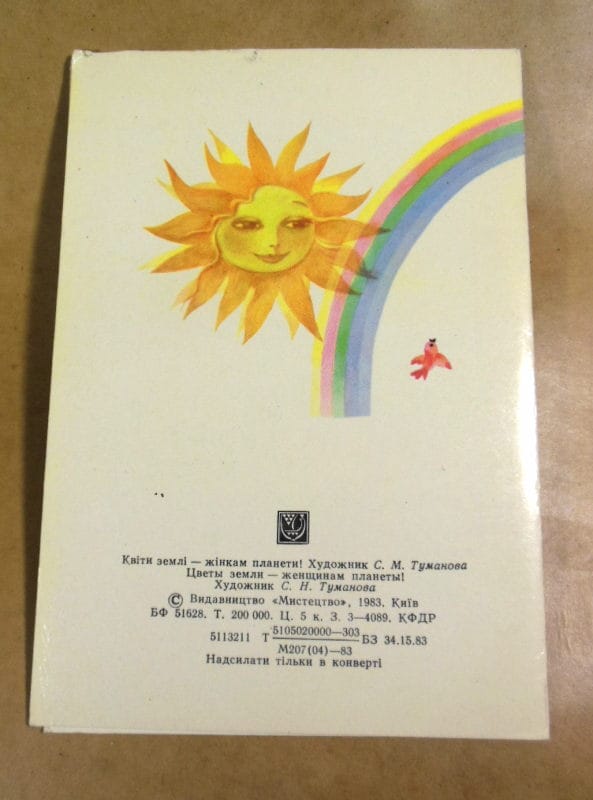 Квіти землі — жінкам планети! Художник С. М. Туманова
Цветы земли — женщинам планеты!
Художник С. Н. Туманова
© Видавництво «Мистецтво», 1983. Київ
БФ 51628. Т. 200 000. Ц. 5 к. З. 3—4089. КФДР
5113211 Т 5105020000—303 БЗ 34.15.83
М207(04)—83
Надсилати тільки в конверті